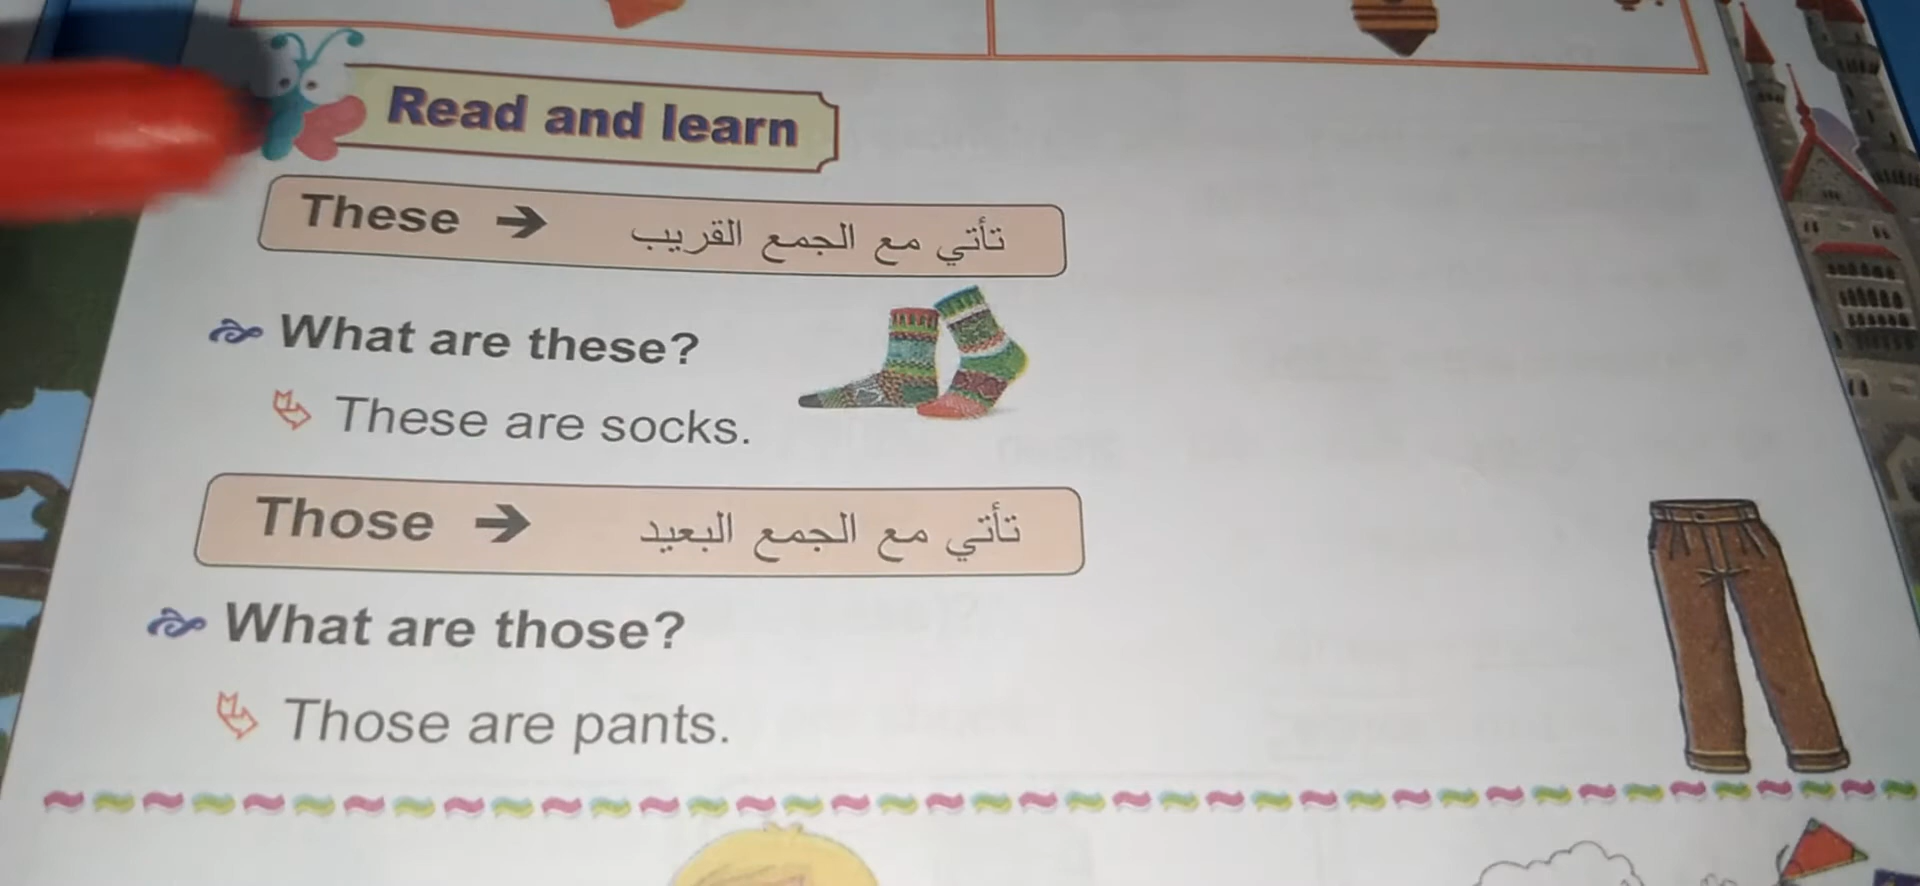 Read and learn
These → تأتي مع الجمع القريب
What are these?
These are socks.
Those → تأتي مع الجمع البعيد
What are those?
Those are pants.